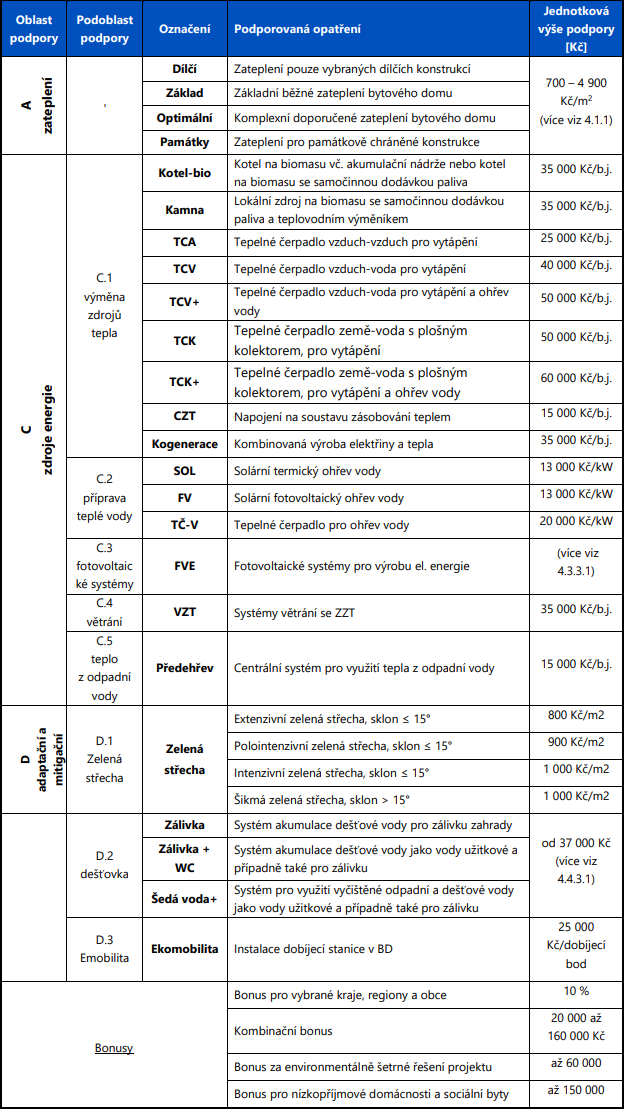 Oblast
podpory
Podoblast
podpory
Označení
Podporovaná opatření
Jednotková
výše podpory
[Kč]
A
zateplení
Dílčí
Zateplení pouze vybraných dílčích konstrukcí
Základ
Základní běžné zateplení bytového domu
Optimální
Komplexní doporučené zateplení bytového domu
Památky
Zateplení pro památkově chráněné konstrukce
700 – 4 900
Kč/m²
(více viz 4.1.1)
C
zdroje energie
C.1
výměna
zdrojů
tepla
Kotel-bio
Kotel na biomasu vč. akumulační nádrže nebo kotel
na biomasu se samočinnou dodávkou paliva
35 000 Kč/b.j.
Kamna
Lokální zdroj na biomasu se samočinnou dodávkou
paliva a teplovodním výměníkem
35 000 Kč/b.j.
TCA
Tepelné čerpadlo vzduch-vzduch pro vytápění
25 000 Kč/b.j.
TCV
Tepelné čerpadlo vzduch-voda pro vytápění
40 000 Kč/b.j.
TCV+
Tepelné čerpadlo vzduch-voda pro vytápění a ohřev
vody
50 000 Kč/b.j.
TCK
Tepelné čerpadlo země-voda s plošným
kolektorem, pro vytápění
50 000 Kč/b.j.
TCK+
Tepelné čerpadlo země-voda s plošným
kolektorem, pro vytápění a ohřev vody
60 000 Kč/b.j.
CZT
Napojení na soustavu zásobování teplem
15 000 Kč/b.j.
Kogenerace
Kombinovaná výroba elektřiny a tepla
35 000 Kč/b.j.
C.2
příprava
teplé vody
SOL
Solární termický ohřev vody
13 000 Kč/kW
FV
Solární fotovoltaický ohřev vody
13 000 Kč/kW
TČ-V
Tepelné čerpadlo pro ohřev vody
20 000 Kč/kW
C.3
fotovoltaic
ké systémy
FVE
Fotovoltaické systémy pro výrobu el. energie
(více viz
4.3.3.1)
C.4
větrání
VZT
Systémy větrání se ZZT
35 000 Kč/b.j.
C.5
teplo
z odpadní
vody
Předehřev
Centrální systém pro využití tepla z odpadní vody
15 000 Kč/b.j.
D
adaptační a
mitigační
D.1
Zelená
střecha
Zelená
střecha
Extenzivní zelená střecha, sklon ≤ 15°
800 Kč/m2
Polointenzivní zelená střecha, sklon ≤ 15°
900 Kč/m2
Intenzivní zelená střecha, sklon ≤ 15°
1 000 Kč/m2
Šikmá zelená střecha, sklon > 15°
1 000 Kč/m2
D.2
dešťovka
Zálivka
Systém akumulace dešťové vody pro zálivku zahrady
Zálivka +
WC
Systém akumulace dešťové vody jako vody užitkové a
případně také pro zálivku
Šedá voda+
Systém pro využití vyčištěné odpadní a dešťové vody
jako vody užitkové a případně také pro zálivku
od 37 000 Kč
(více viz
4.4.3.1)
D.3
Emobilita
Ekomobilita
Instalace dobíjecí stanice v BD
25 000
Kč/dobíjecí
bod
Bonusy
Bonus pro vybrané kraje, regiony a obce
10 %
Kombinační bonus
20 000 až
160 000 Kč
Bonus za environmentálně šetrné řešení projektu
až 60 000
Bonus pro nízkopříjmové domácnosti a sociální byty
až 150 000